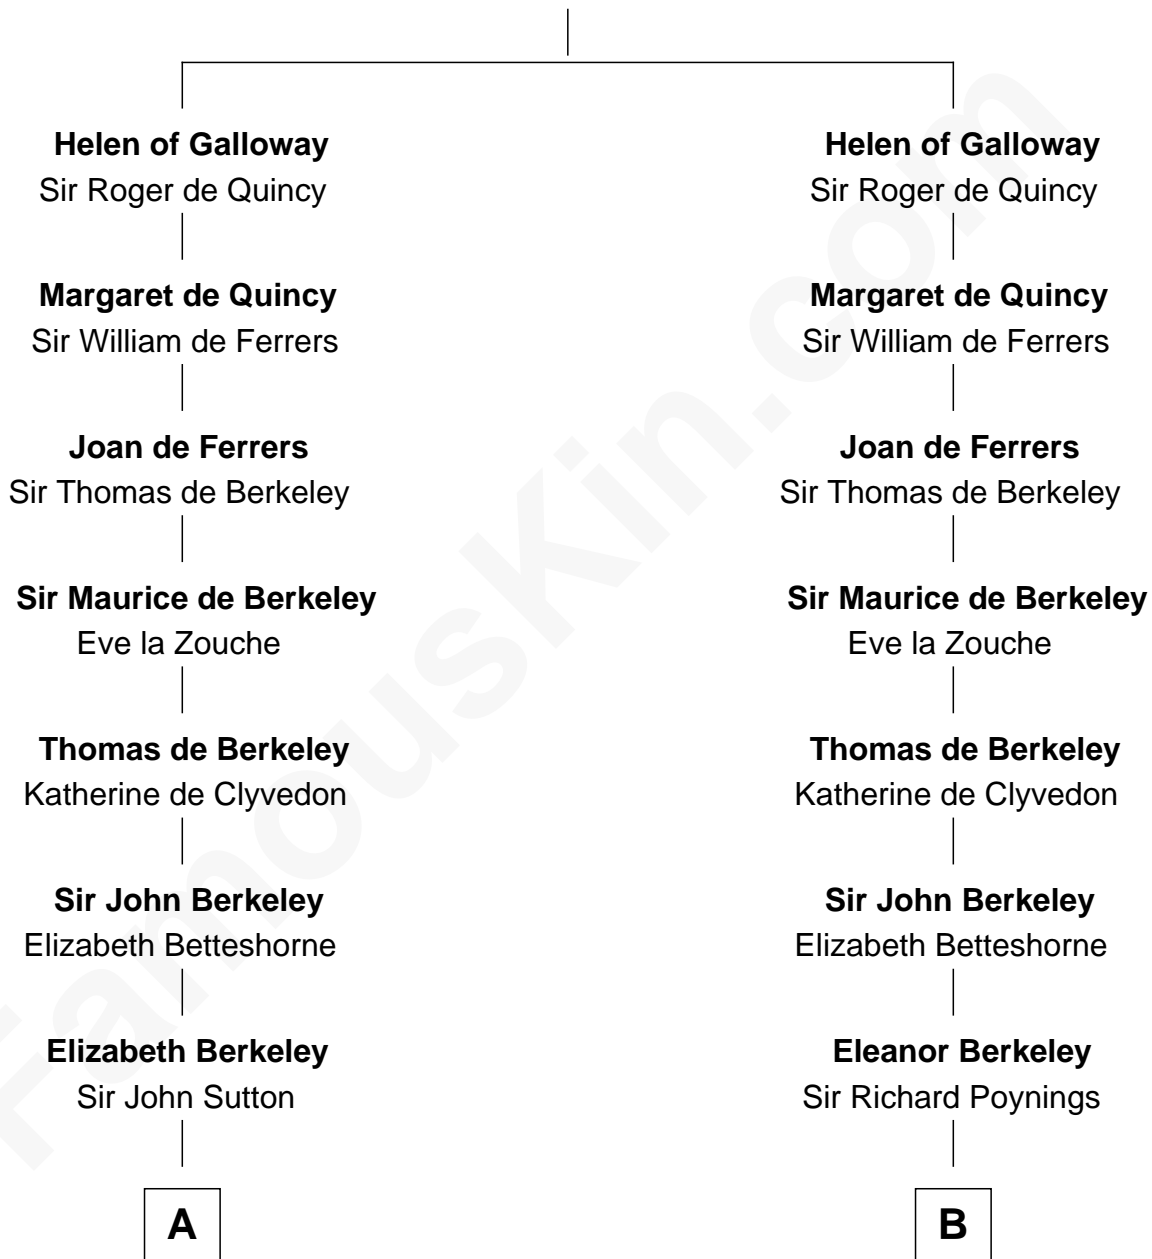 Helen of Galloway
Sir Roger de Quincy
Margaret de Quincy
Sir William de Ferrers
Joan de Ferrers
Sir Thomas de Berkeley
Sir Maurice de Berkeley
Eve la Zouche
Thomas de Berkeley
Katherine de Clyvedon
Sir John Berkeley
Elizabeth Betteshorne
Elizabeth Berkeley
Sir John Sutton
A
Helen of Galloway
Sir Roger de Quincy
Margaret de Quincy
Sir William de Ferrers
Joan de Ferrers
Sir Thomas de Berkeley
Sir Maurice de Berkeley
Eve la Zouche
Thomas de Berkeley
Katherine de Clyvedon
Sir John Berkeley
Elizabeth Betteshorne
Eleanor Berkeley
Sir Richard Poynings
B
FamousKin.com